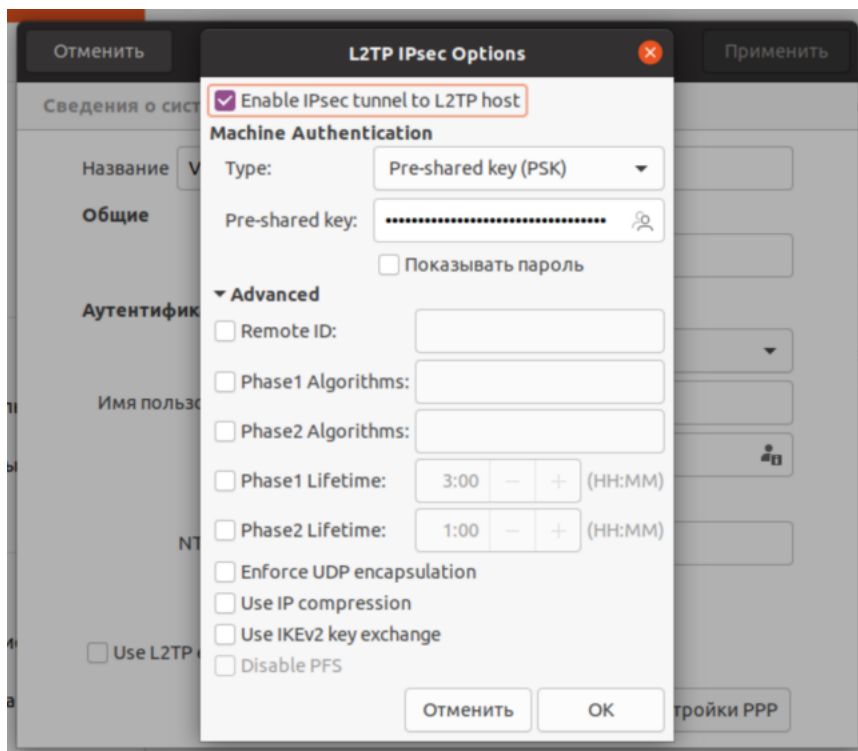 Отменить
L2TP IPsec Options
Применить
Enable IPsec tunnel to L2TP host
Сведения о сист
Machine Authentication
Название V
Type:
Pre-shared key (PSK)
Общие
Pre-shared key:
Показывать пароль
Advanced
Аутентифик
Remote ID:
Phase1 Algorithms:
Имя пользо
Phase2 Algorithms:
Phase1 Lifetime:
3:00
(HH:MM)
Phase2 Lifetime:
1:00
(HH:MM)
NT
Enforce UDP encapsulation
Use IP compression
Use IKEv2 key exchange
Use L2TP
Disable PFS
Отменить
OK
тройки PPP